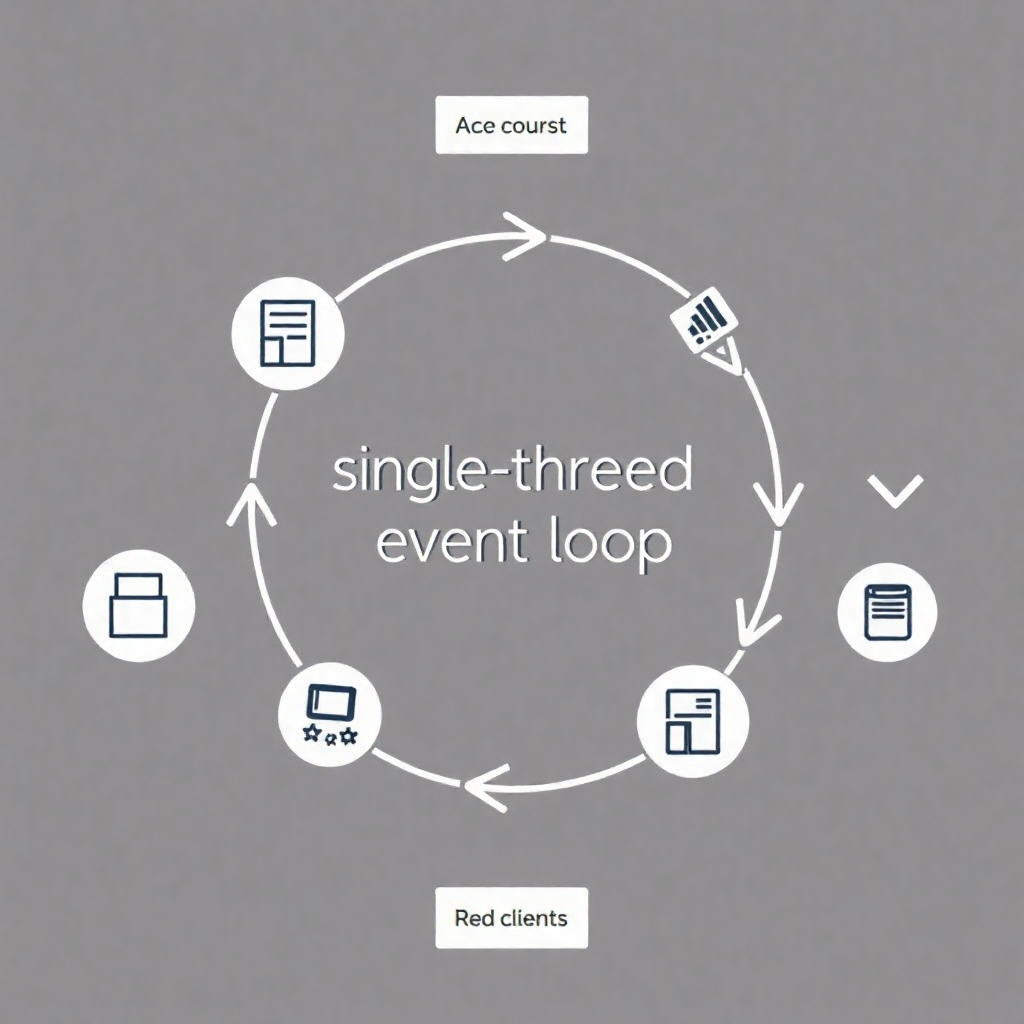 Ace courst
single-threed
event loop
Red clients